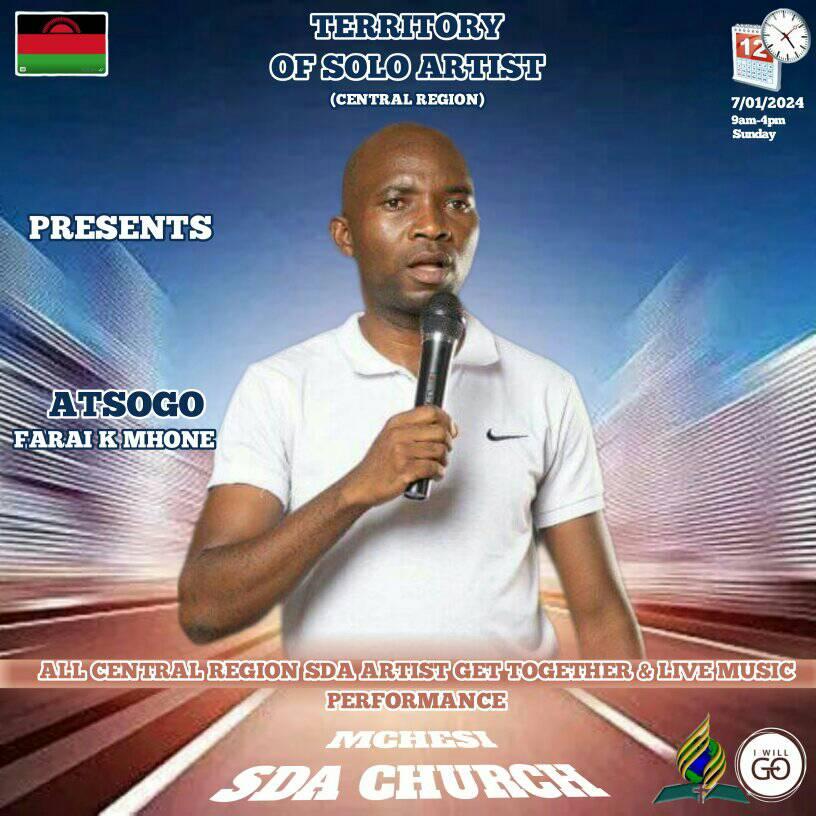 TERRITORY
OF SOLO ARTIST
(CENTRAL REGION)
12
7/01/2024
9am-4pm
Sunday
PRESENTS
ATSOGO
FARAI K MHONE
ALL CENTRAL REGION SDA ARTIST GET TOGETHER & LIVE MUSIC
PERFORMANCE
MCHESI
SDA CHURCH
I WILL
GO